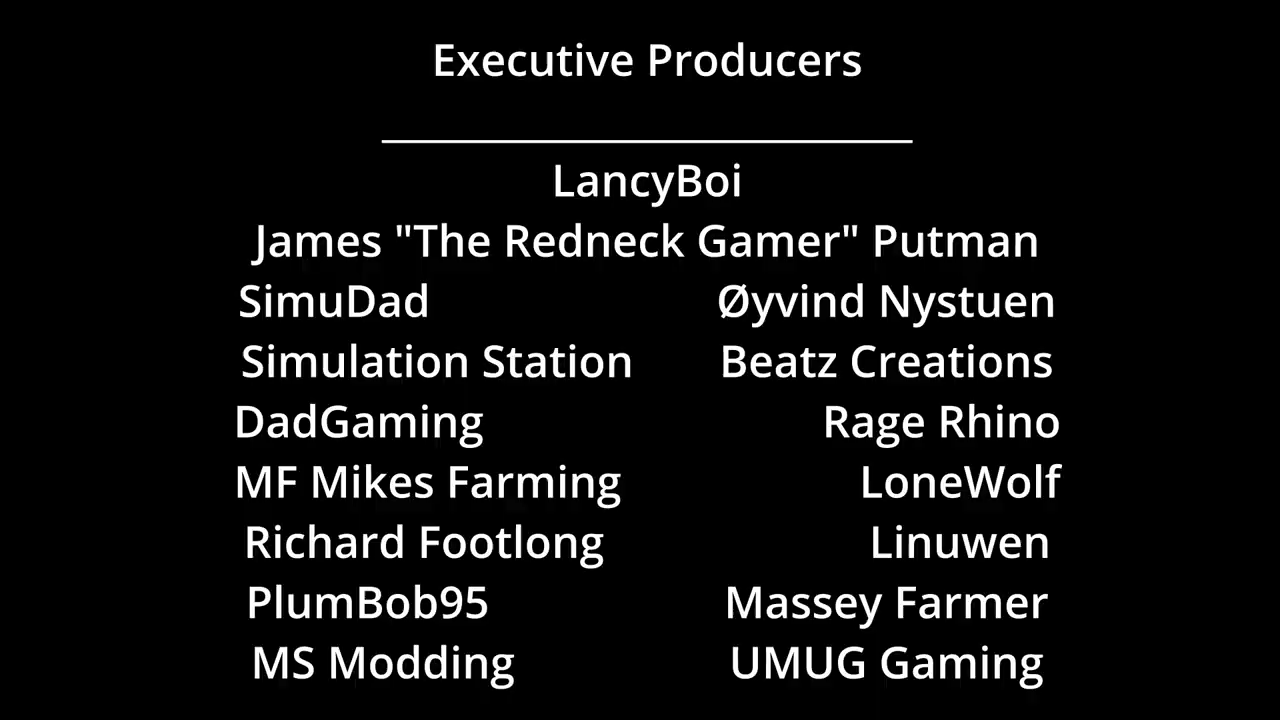 Executive Producers
LancyBoi
James "The Redneck Gamer" Putman
SimuDad Øyvind Nystuen
Simulation Station Beatz Creations
DadGaming Rage Rhino
MF Mikes Farming LoneWolf
Richard Footlong Linuwen
PlumBob95 Massey Farmer
MS Modding UMUG Gaming